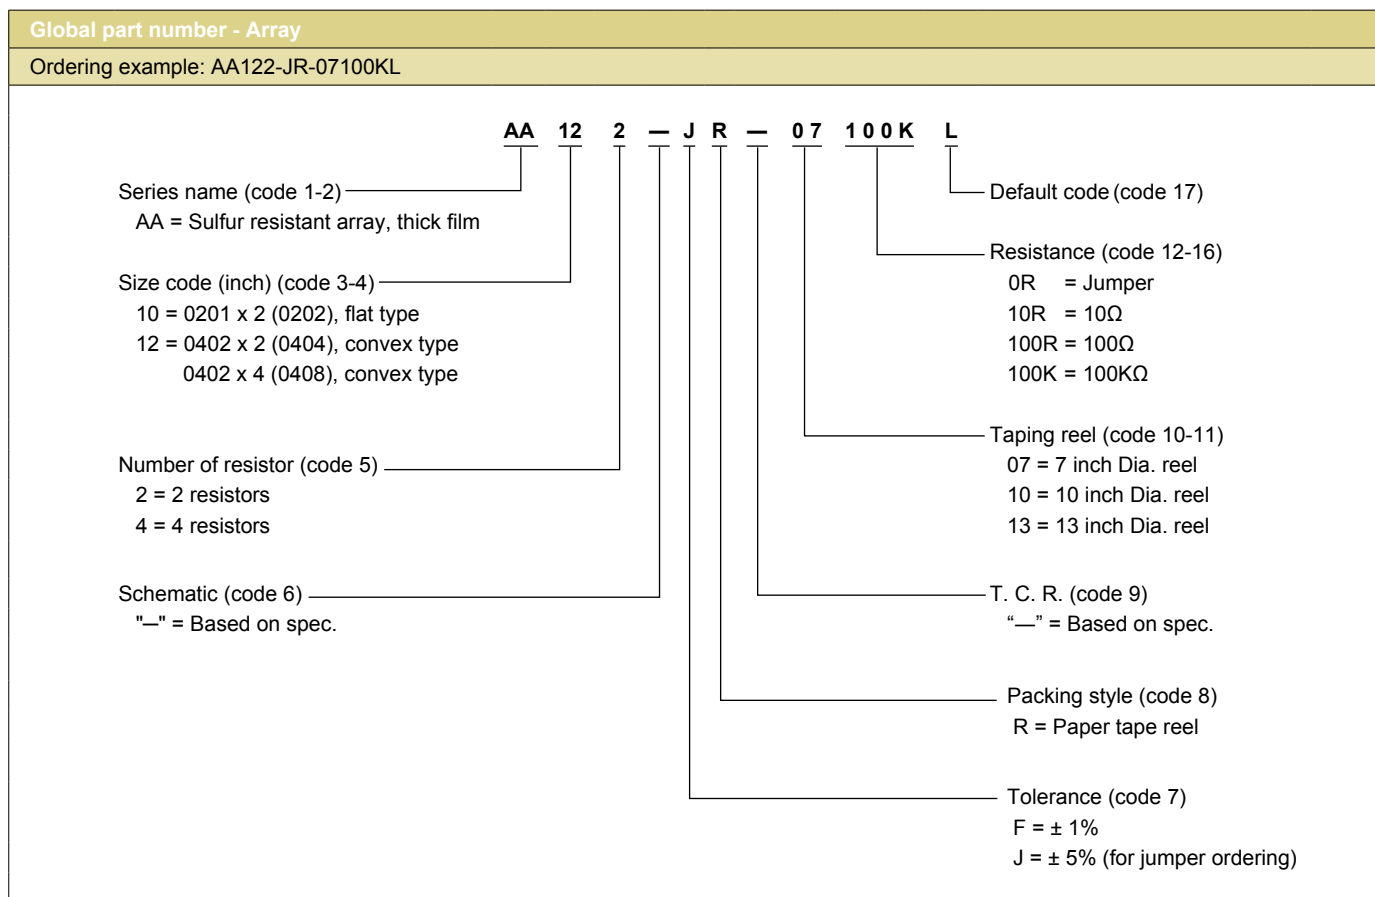 Global part number - Array
Ordering example: AA122-JR-07100KL
AA 12 2 — J R — 0 7 1 0 0 K L
Series name (code 1-2)
AA = Sulfur resistant array, thick film
Size code (inch) (code 3-4)
10 = 0201 x 2 (0202), flat type
12 = 0402 x 2 (0404), convex type
0402 x 4 (0408), convex type
Number of resistor (code 5)
2 = 2 resistors
4 = 4 resistors
Schematic (code 6)
"—" = Based on spec.
Default code (code 17)
Resistance (code 12-16)
0R = Jumper
10R = 10Ω
100R = 100Ω
100K = 100KΩ
Taping reel (code 10-11)
07 = 7 inch Dia. reel
10 = 10 inch Dia. reel
13 = 13 inch Dia. reel
T. C. R. (code 9)
“—” = Based on spec.
Packing style (code 8)
R = Paper tape reel
Tolerance (code 7)
F = ± 1%
J = ± 5% (for jumper ordering)